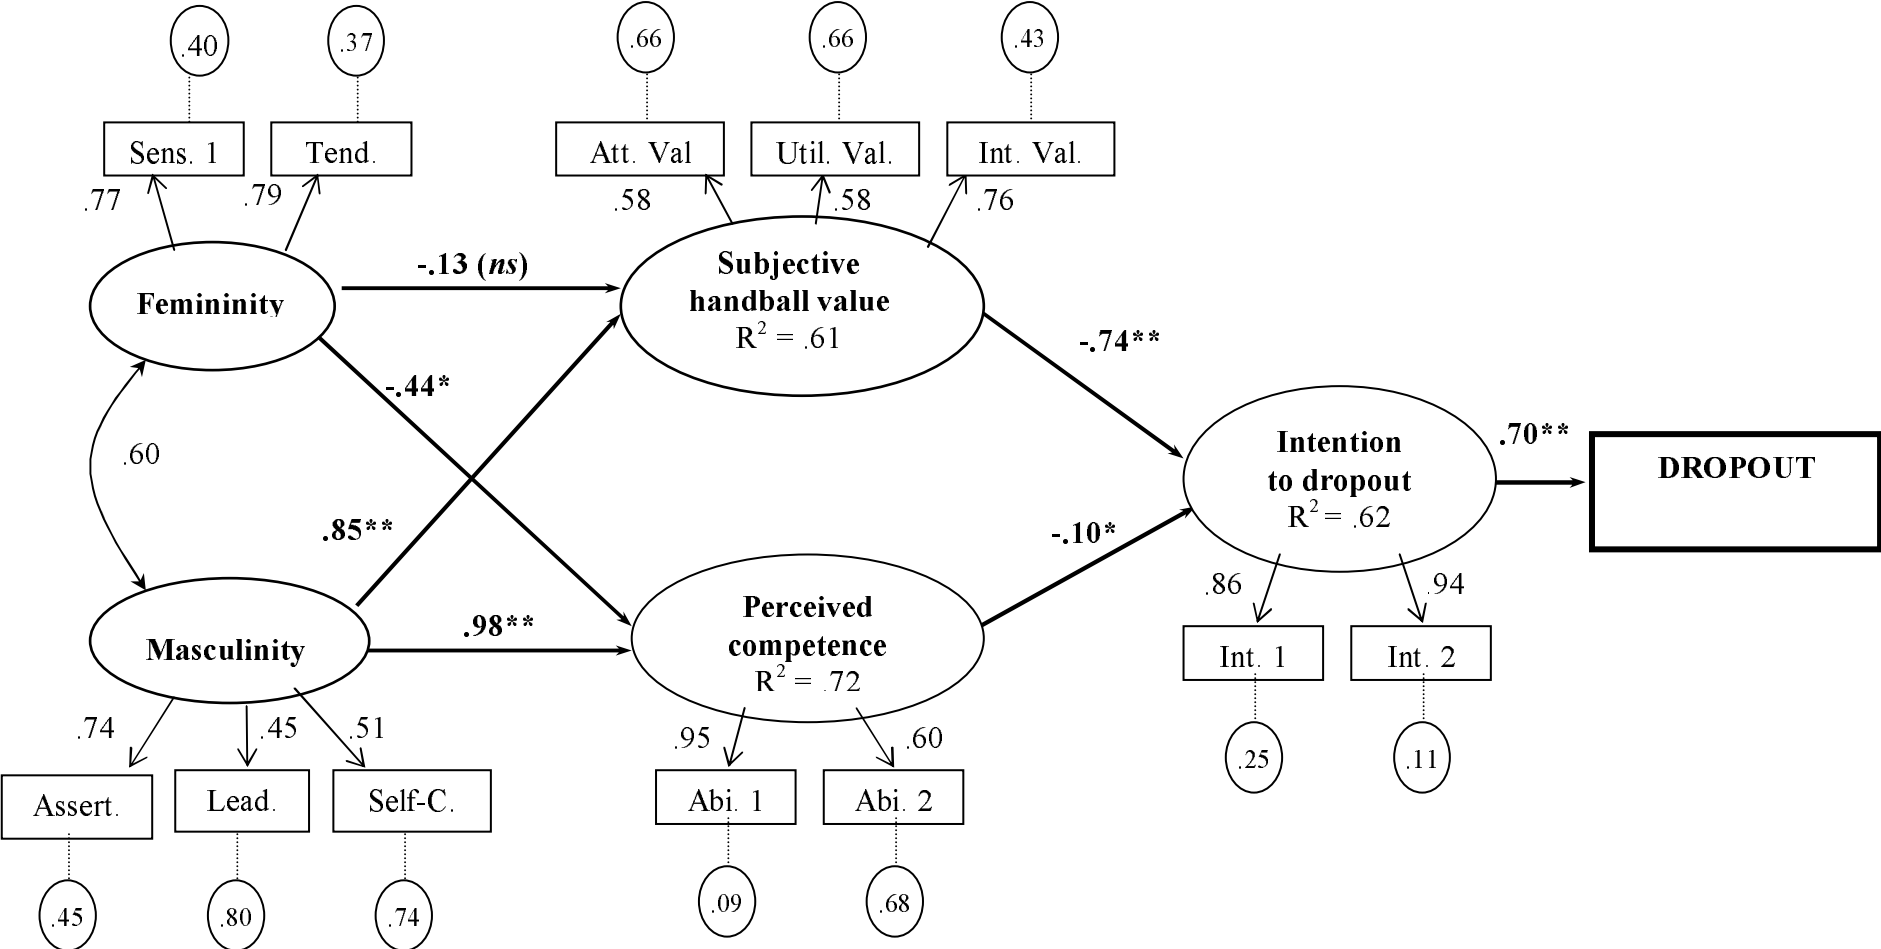 .40
.37
.66
.66
.43
Sens. 1
Tend.
Att. Val
Util. Val.
Int. Val.
.77
.79
.58
.58
.76
Femininity
-.13 (ns)
Subjective
handball value
R² = .61
-.74**
-.44*
.60
.85**
Intention
to dropout
R² = .62
.70**
DROPOUT
-.10*
Masculinity
.98**
Perceived
competence
R² = .72
.86
.94
Int. 1
Int. 2
.74
.45
.51
.95
.60
Assert.
Lead.
Self-C.
Abi. 1
Abi. 2
.25
.11
.45
.80
.74
.09
.68